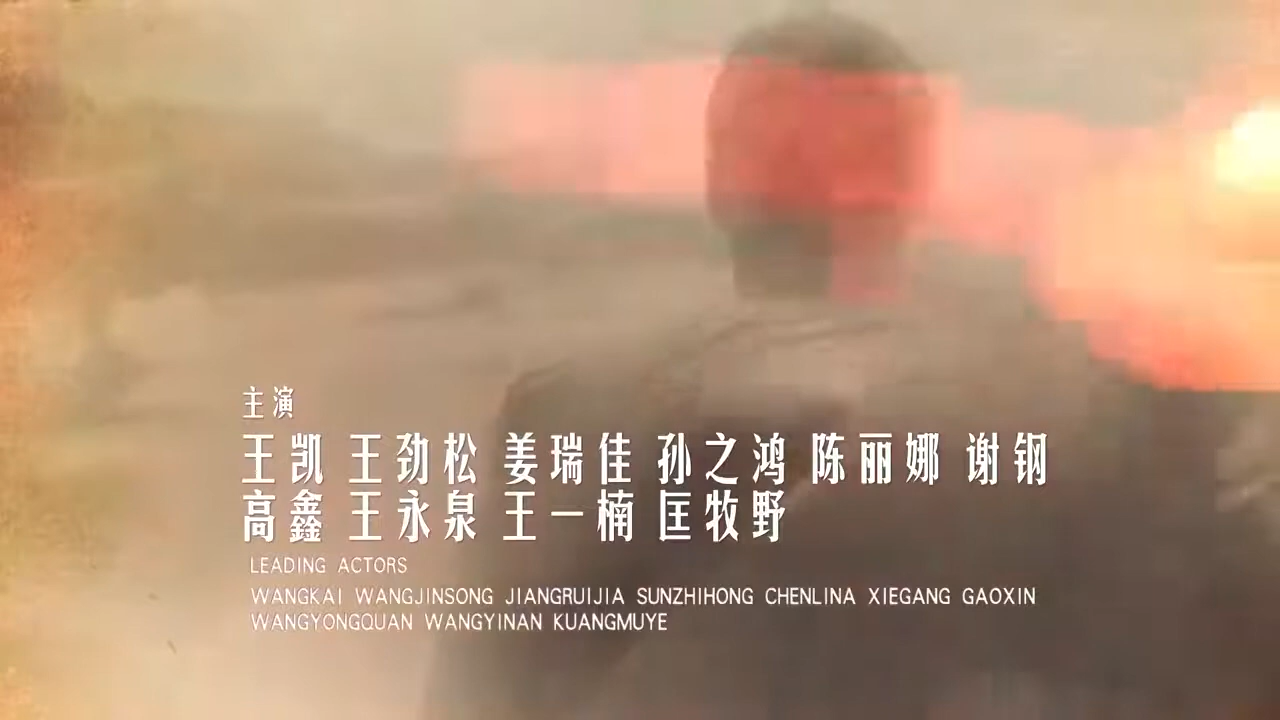 主演
王凯 王劲松 姜瑞佳 孙之鸿 陈丽娜 谢钢
高鑫 王永泉 王一楠 匡牧野
LEADING ACTORS
WANGKAI WANGJINSONG JIANGRUIJIA SUNZHIHONG CHENLINA XIEGANG GAOXIN
WANGYONGQUAN WANGYINAN KUANGMUYE